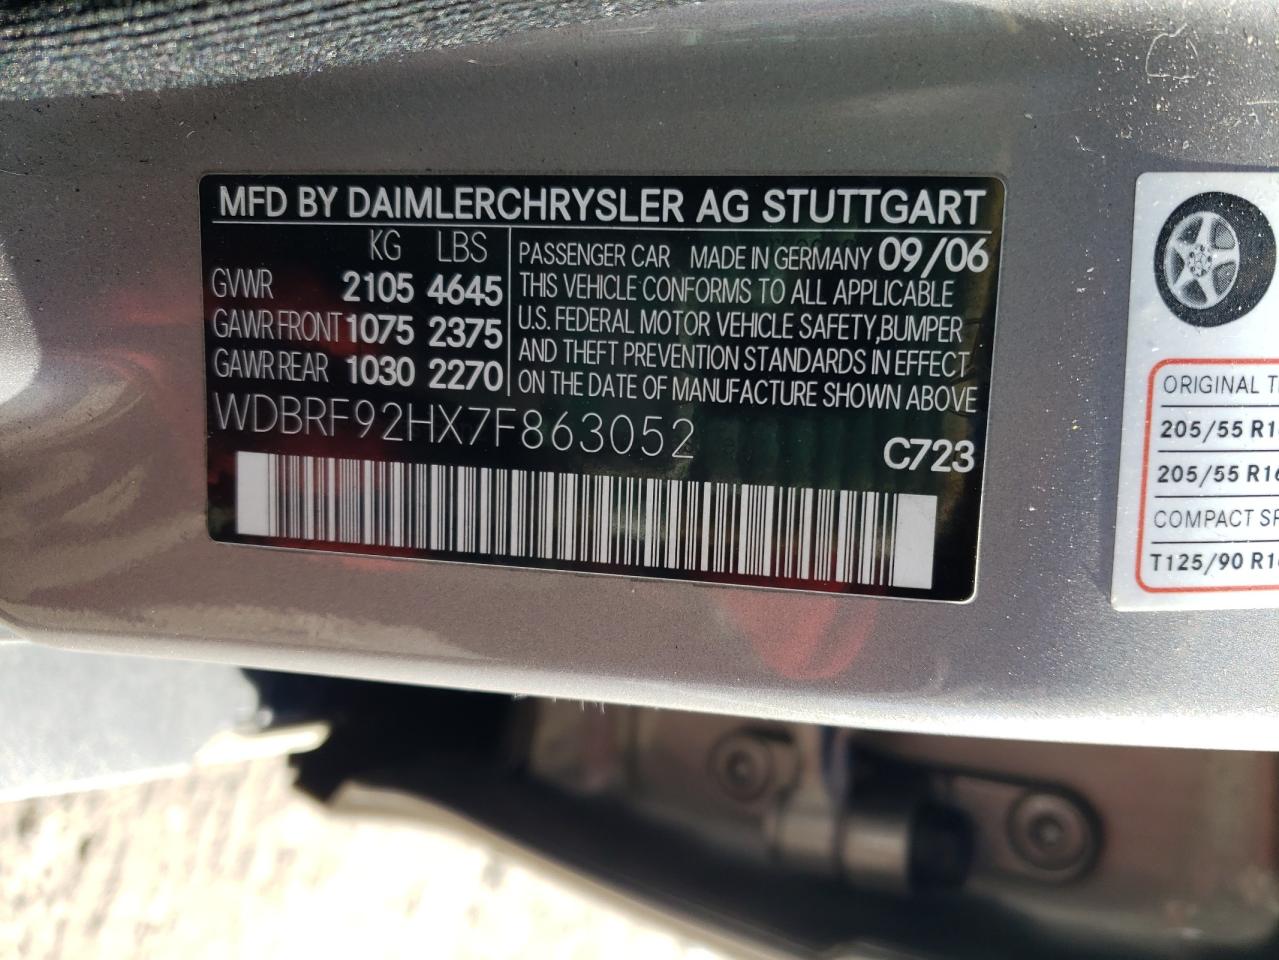 MFD BY DAIMLERCHRYSLER AG STUTTGART
KG LBS
GVWR 2105 4645
GAWR FRONT 1075 2375
GAWR REAR 1030 2270
PASSENGER CAR MADE IN GERMANY 09/06
THIS VEHICLE CONFORMS TO ALL APPLICABLE
U.S. FEDERAL MOTOR VEHICLE SAFETY, BUMPER
AND THEFT PREVENTION STANDARDS IN EFFECT
ON THE DATE OF MANUFACTURE SHOWN ABOVE
WDBRF92HX7F863052
C723
ORIGINAL
205/55
205/55 R16
COMPACT
T125/90